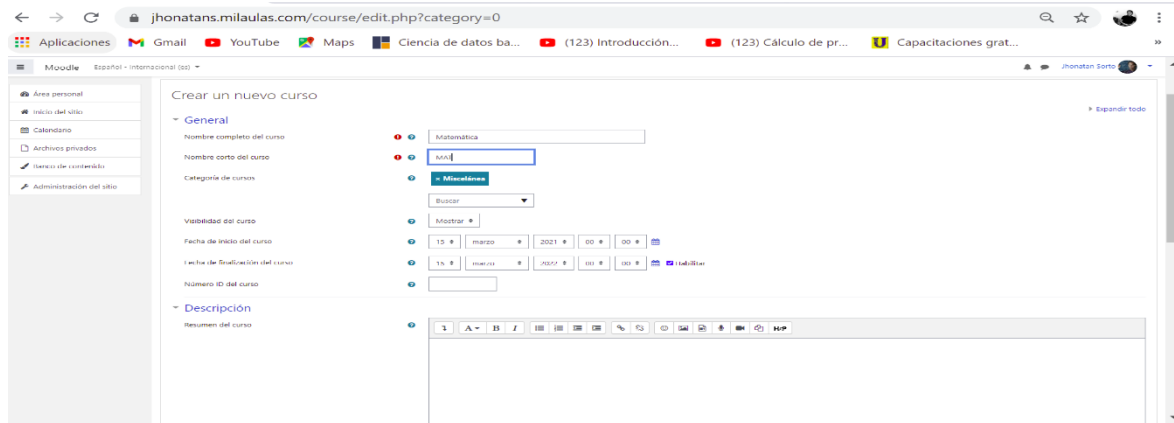 jhonatans.milaulas.com/course/edit.php?category=0
Aplicaciones Gmail YouTube Maps Ciencia de datos ba... (123) Introducción... (123) Cálculo de pr... Capacitaciones grat... »
Moodle Español - Internacional (es) Jhonatan Sorto
Área personal
Inicio del sitio
Calendario
Archivos privados
Banco de contenido
Administración del sitio
Crear un nuevo curso
Expandir todo
General
Nombre completo del curso Matemática
Nombre corto del curso MAT
Categoría de cursos × Miscelánea
Buscar
Visibilidad del curso Mostrar
Fecha de inicio del curso 15 marzo 2021 00 00
Fecha de finalización del curso 15 marzo 2022 00 00 Habilitar
Número ID del curso
Descripción
Resumen del curso A B I H-P